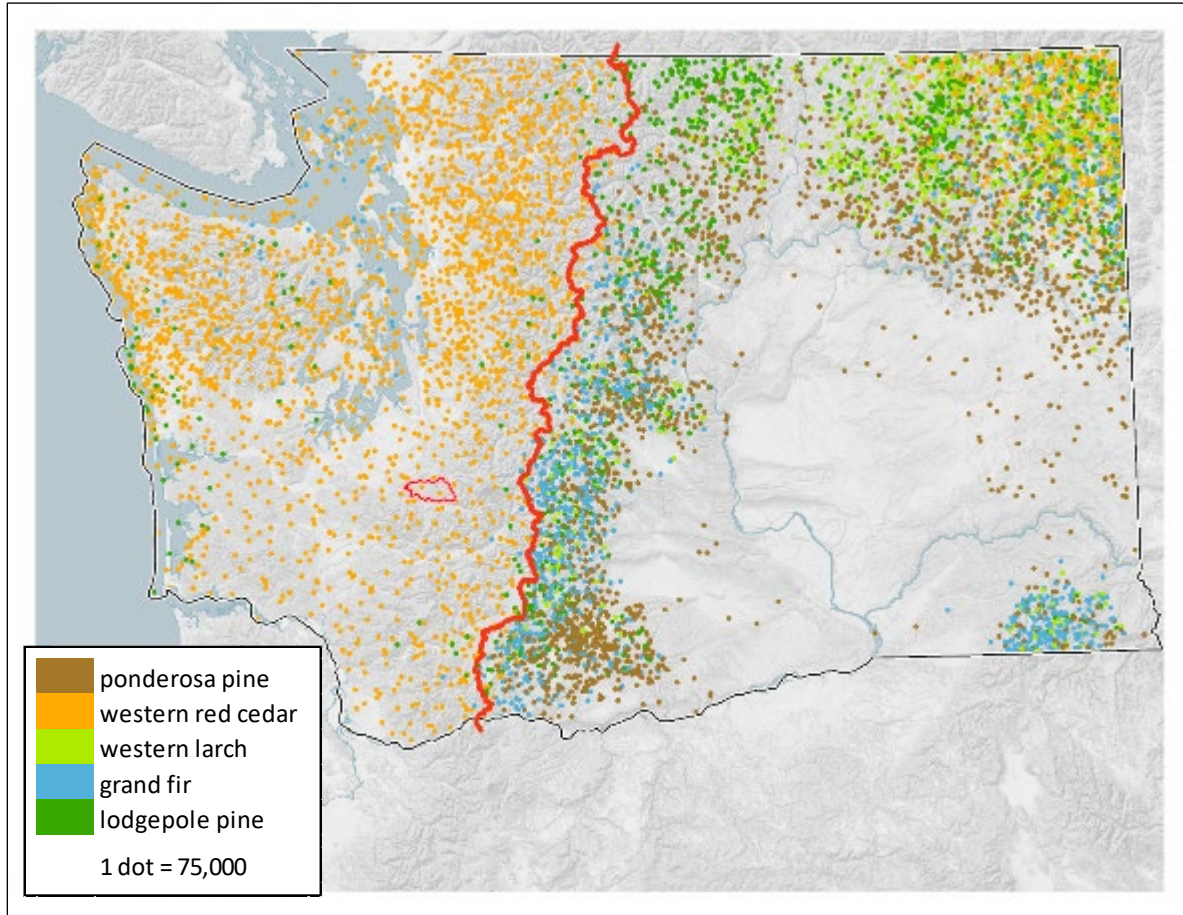 ponderosa pine
western red cedar
western larch
grand fir
lodgepole pine
1 dot = 75,000